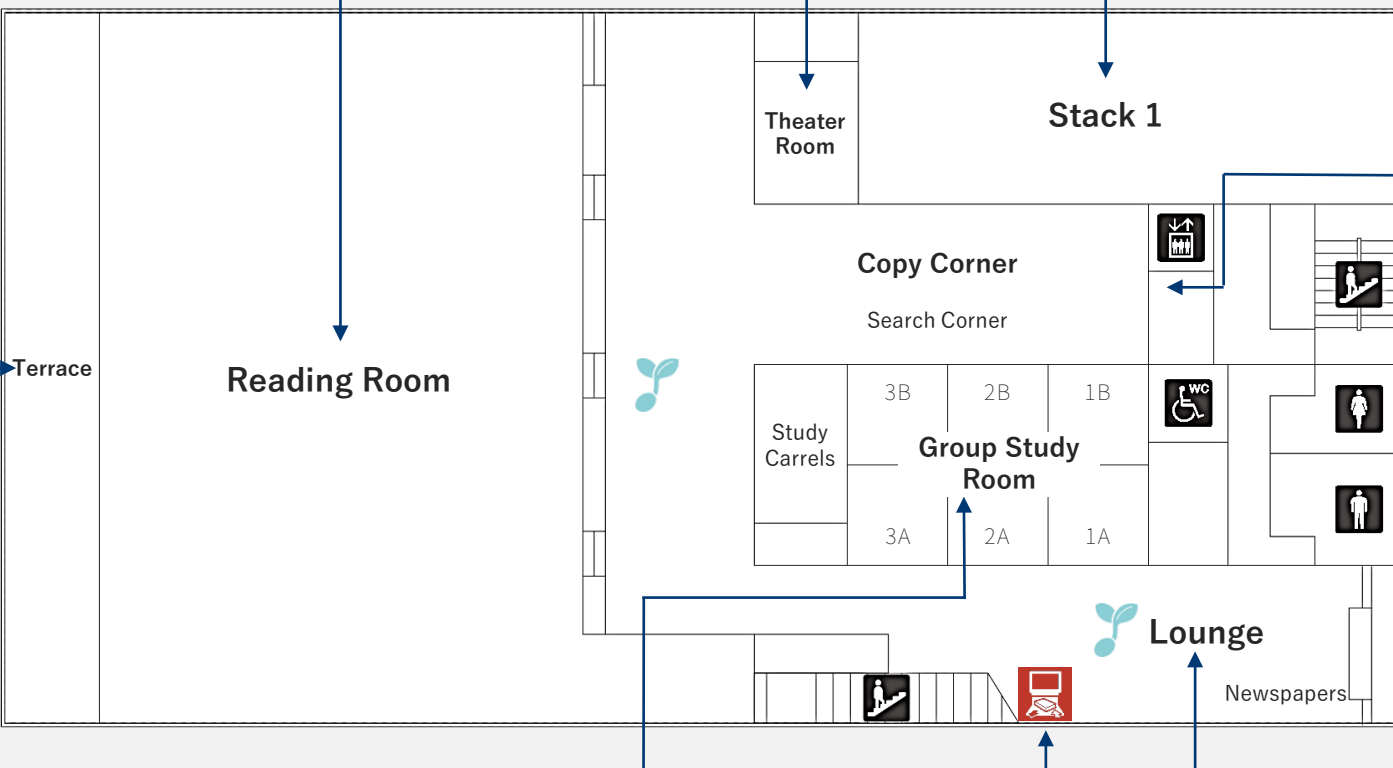 Theater
Room
Stack 1
Copy Corner
Search Corner
Terrace
Reading Room
3B
2B
1B
WC
Study
Carrels
Group Study
Room
3A
2A
1A
Lounge
Newspapers